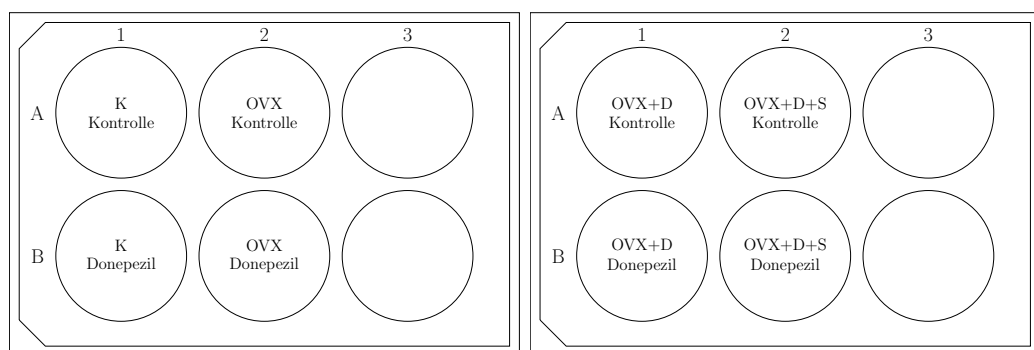 1 2 3
A
K
Kontrolle
OVX
Kontrolle
B
K
Donepezil
OVX
Donepezil
1 2 3
A
OVX+D
Kontrolle
OVX+D+S
Kontrolle
B
OVX+D
Donepezil
OVX+D+S
Donepezil